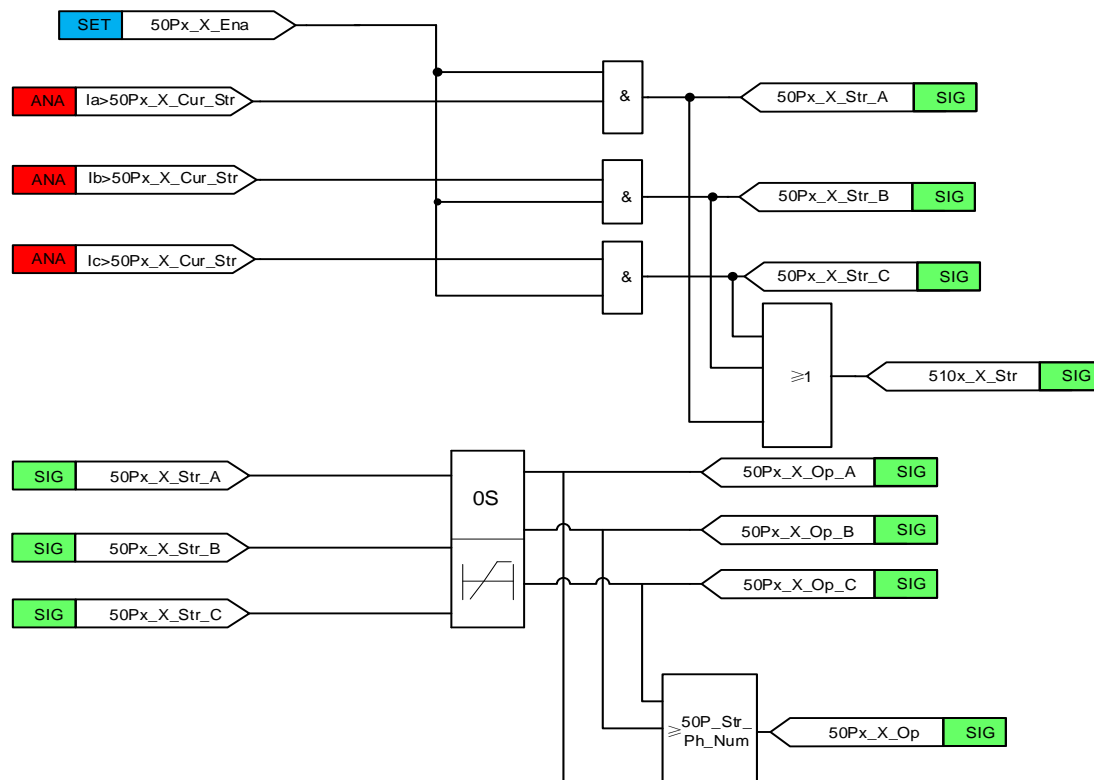 SET 50Px_X_Ena
ANA Ia>50Px_X_Cur_Str
&
50Px_X_Str_A SIG
ANA Ib>50Px_X_Cur_Str
&
50Px_X_Str_B SIG
ANA Ic>50Px_X_Cur_Str
&
50Px_X_Str_C SIG
≥1
510x_X_Str SIG
SIG 50Px_X_Str_A
0S
50Px_X_Op_A SIG
SIG 50Px_X_Str_B
50Px_X_Op_B SIG
50Px_X_Op_C SIG
SIG 50Px_X_Str_C
≥50P_Str_
Ph_Num
50Px_X_Op SIG